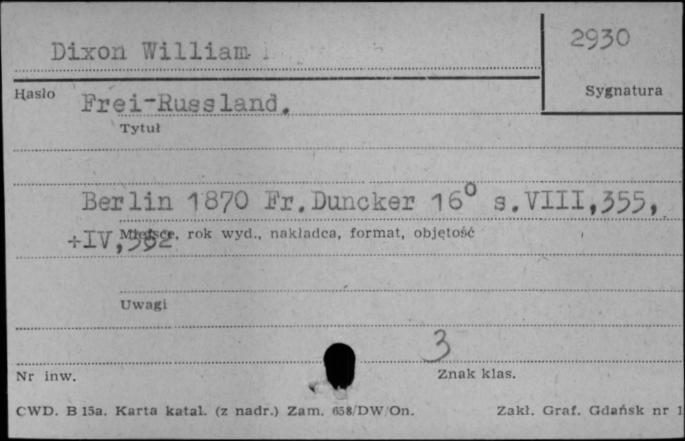 Dixon William
2930
Sygnatura
Hasło
Frei-Russland.
Tytuł
Berlin 1870 Fr.Duncker 16° s.VIII,355,
+IV,352
Miejsce, rok wyd., nakładca, format, objętość
Uwagi
3
Nr inw.
Znak klas.
CWD. B 15a. Karta katal. (z nadr.) Zam. 658/DW/On.
Zakł. Graf. Gdańsk nr 1